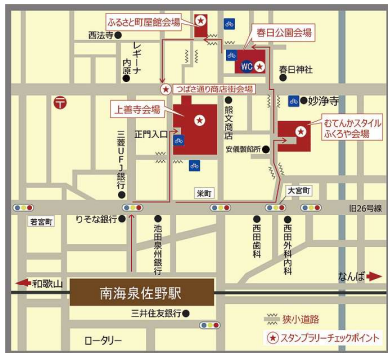 ふるさと町屋館会場
西法寺
レギーナ
内原
春日公園会場
WC
春日神社
つばさ通り商店街会場
上善寺会場
正門入口
熊文商店
妙浄寺
むてんかスタイル
ふくろや会場
安儀製餡所
三菱UFJ銀行
栄町
大宮町
若宮町
りそな銀行
旧26号線
池田泉州銀行
西田歯科
西田外科内科
和歌山
なんば
南海泉佐野駅
三井住友銀行
狭小道路
ロータリー
スタンプラリーチェックポイント